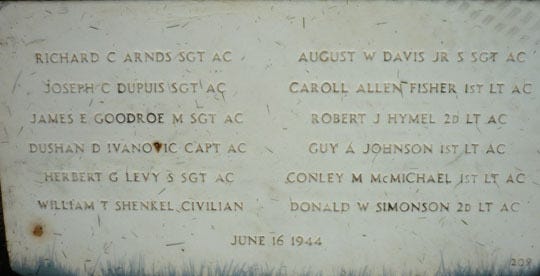 RICHARD C ARNDS SGT AC
JOSEPH C DUPUIS SGT AC
JAMES E GOODROE M SGT AC
DUSHAN D IVANOVIC CAPT AC
HERBERT G LEVY S SGT AC
WILLIAM T SHENKEL CIVILIAN
AUGUST W DAVIS JR S SGT AC
CAROLL ALLEN FISHER 1ST LT AC
ROBERT J HYMEL 2D LT AC
GUY A JOHNSON 1ST LT AC
CONLEY M McMICHAEL 1ST LT AC
DONALD W SIMONSON 2D LT AC
JUNE 16 1944
209